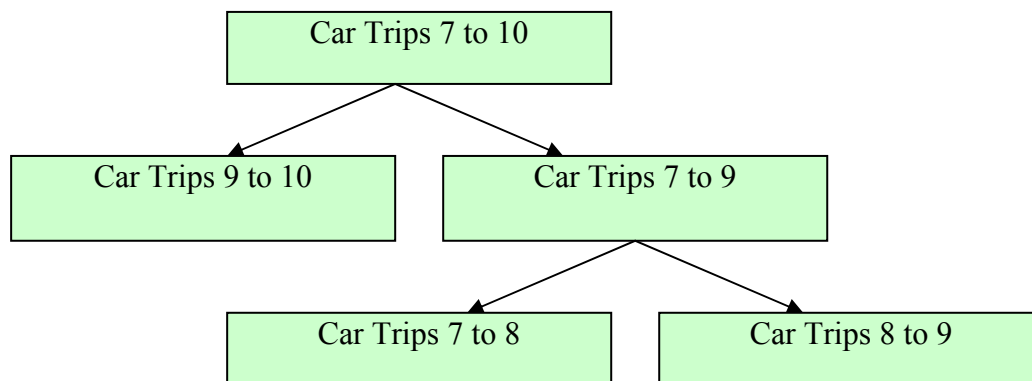 Car Trips 7 to 10
Car Trips 9 to 10
Car Trips 7 to 9
Car Trips 7 to 8
Car Trips 8 to 9